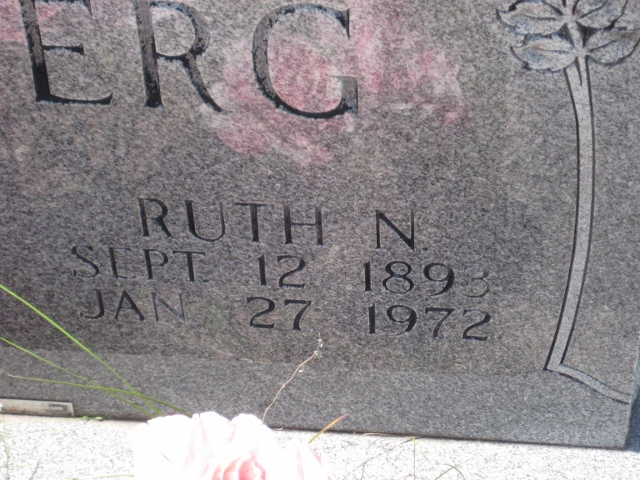 ERG
RUTH N.
SEPT. 12 1893
JAN. 27 1972